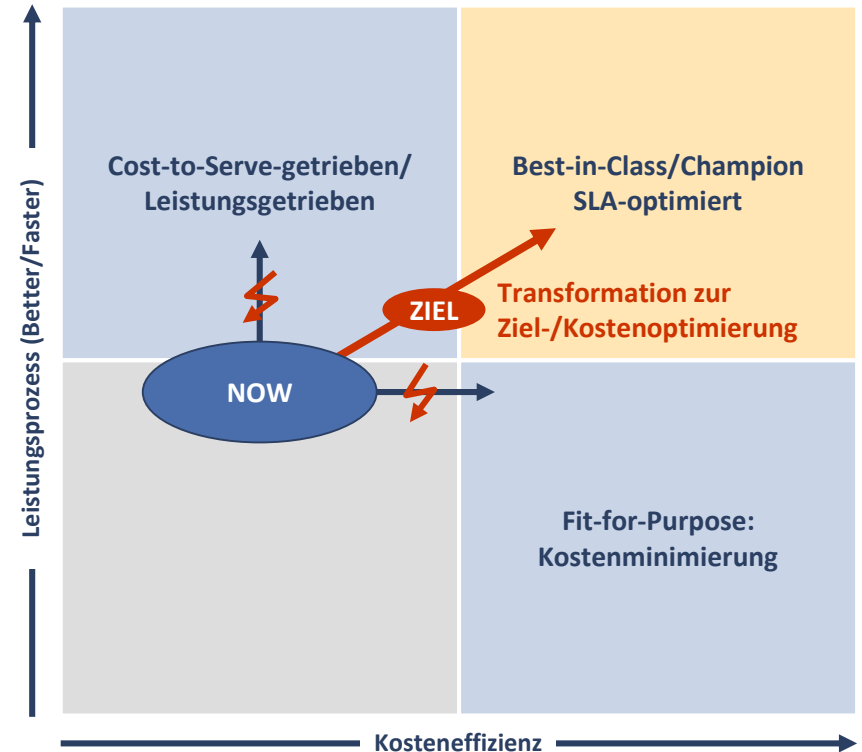 Leistungsprozess (Better/Faster)
Cost-to-Serve-getrieben/
Leistungsgetrieben
Best-in-Class/Champion
SLA-optimiert
ZIEL
Transformation zur
Ziel-/Kostenoptimierung
NOW
Fit-for-Purpose:
Kostenminimierung
Kosteneffizienz